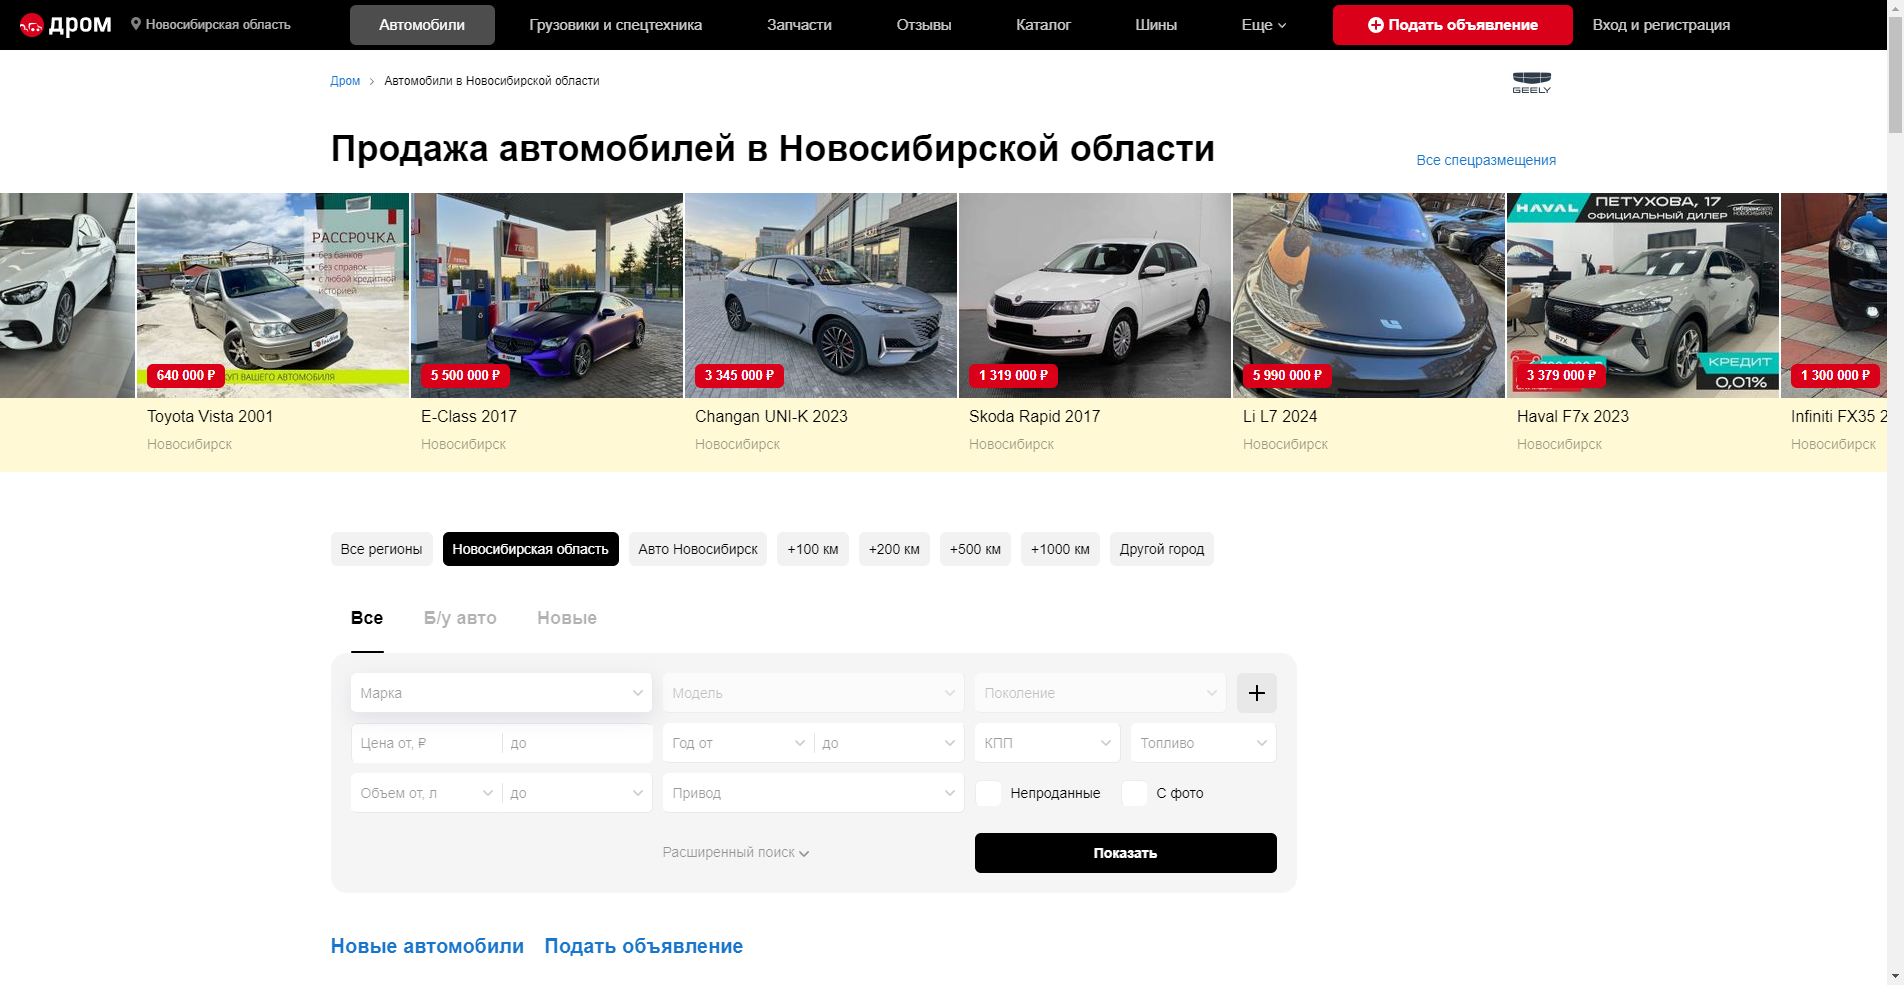 дром
Новосибирская область
Автомобили
Грузовики и спецтехника
Запчасти
Отзывы
Каталог
Шины
Еще
Подать объявление
Вход и регистрация
Дром
Автомобили в Новосибирской области
GEELY
Продажа автомобилей в Новосибирской области
Все спецразмещения
РАССРОЧКА
без банков
без справок
с любой кредитной
историей
ВАШЕГО АВТОМОБИЛЯ
HAVAL
ПЕТУХОВА, 17
ОФИЦИАЛЬНЫЙ ДИЛЕР
F7X
КРЕДИТ
0,01%
640 000 ₽
5 500 000 ₽
3 345 000 ₽
1 319 000 ₽
5 990 000 ₽
3 379 000 ₽
1 300 000 ₽
Toyota Vista 2001
E-Class 2017
Changan UNI-K 2023
Skoda Rapid 2017
Li L7 2024
Haval F7x 2023
Infiniti FX35 2
Новосибирск
Новосибирск
Новосибирск
Новосибирск
Новосибирск
Новосибирск
Новосибирск
Все регионы
Новосибирская область
Авто Новосибирск
+100 км
+200 км
+500 км
+1000 км
Другой город
Все
Б/у авто
Новые
Марка
Модель
Поколение
Цена от, ₽
до
Год от
до
КПП
Топливо
Объем от, л
до
Привод
Непроданные
С фото
Расширенный поиск
Показать
Новые автомобили
Подать объявление